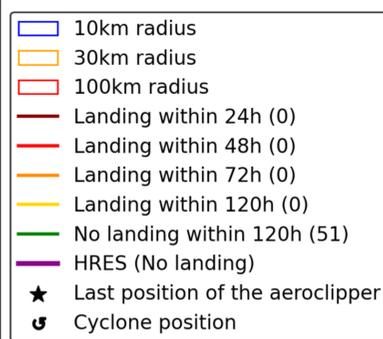 10km radius
30km radius
100km radius
Landing within 24h (0)
Landing within 48h (0)
Landing within 72h (0)
Landing within 120h (0)
No landing within 120h (51)
HRES (No landing)
Last position of the aeroclipper
Cyclone position